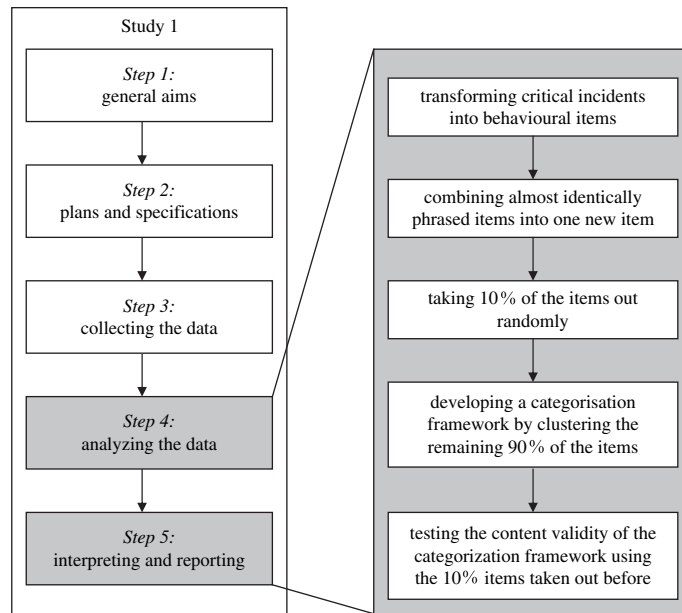 Study 1
Step 1:
general aims
Step 2:
plans and specifications
Step 3:
collecting the data
Step 4:
analyzing the data
Step 5:
interpreting and reporting
transforming critical incidents
into behavioural items
combining almost identically
phrased items into one new item
taking 10% of the items out
randomly
developing a categorisation
framework by clustering the
remaining 90% of the items
testing the content validity of the
categorization framework using
the 10% items taken out before